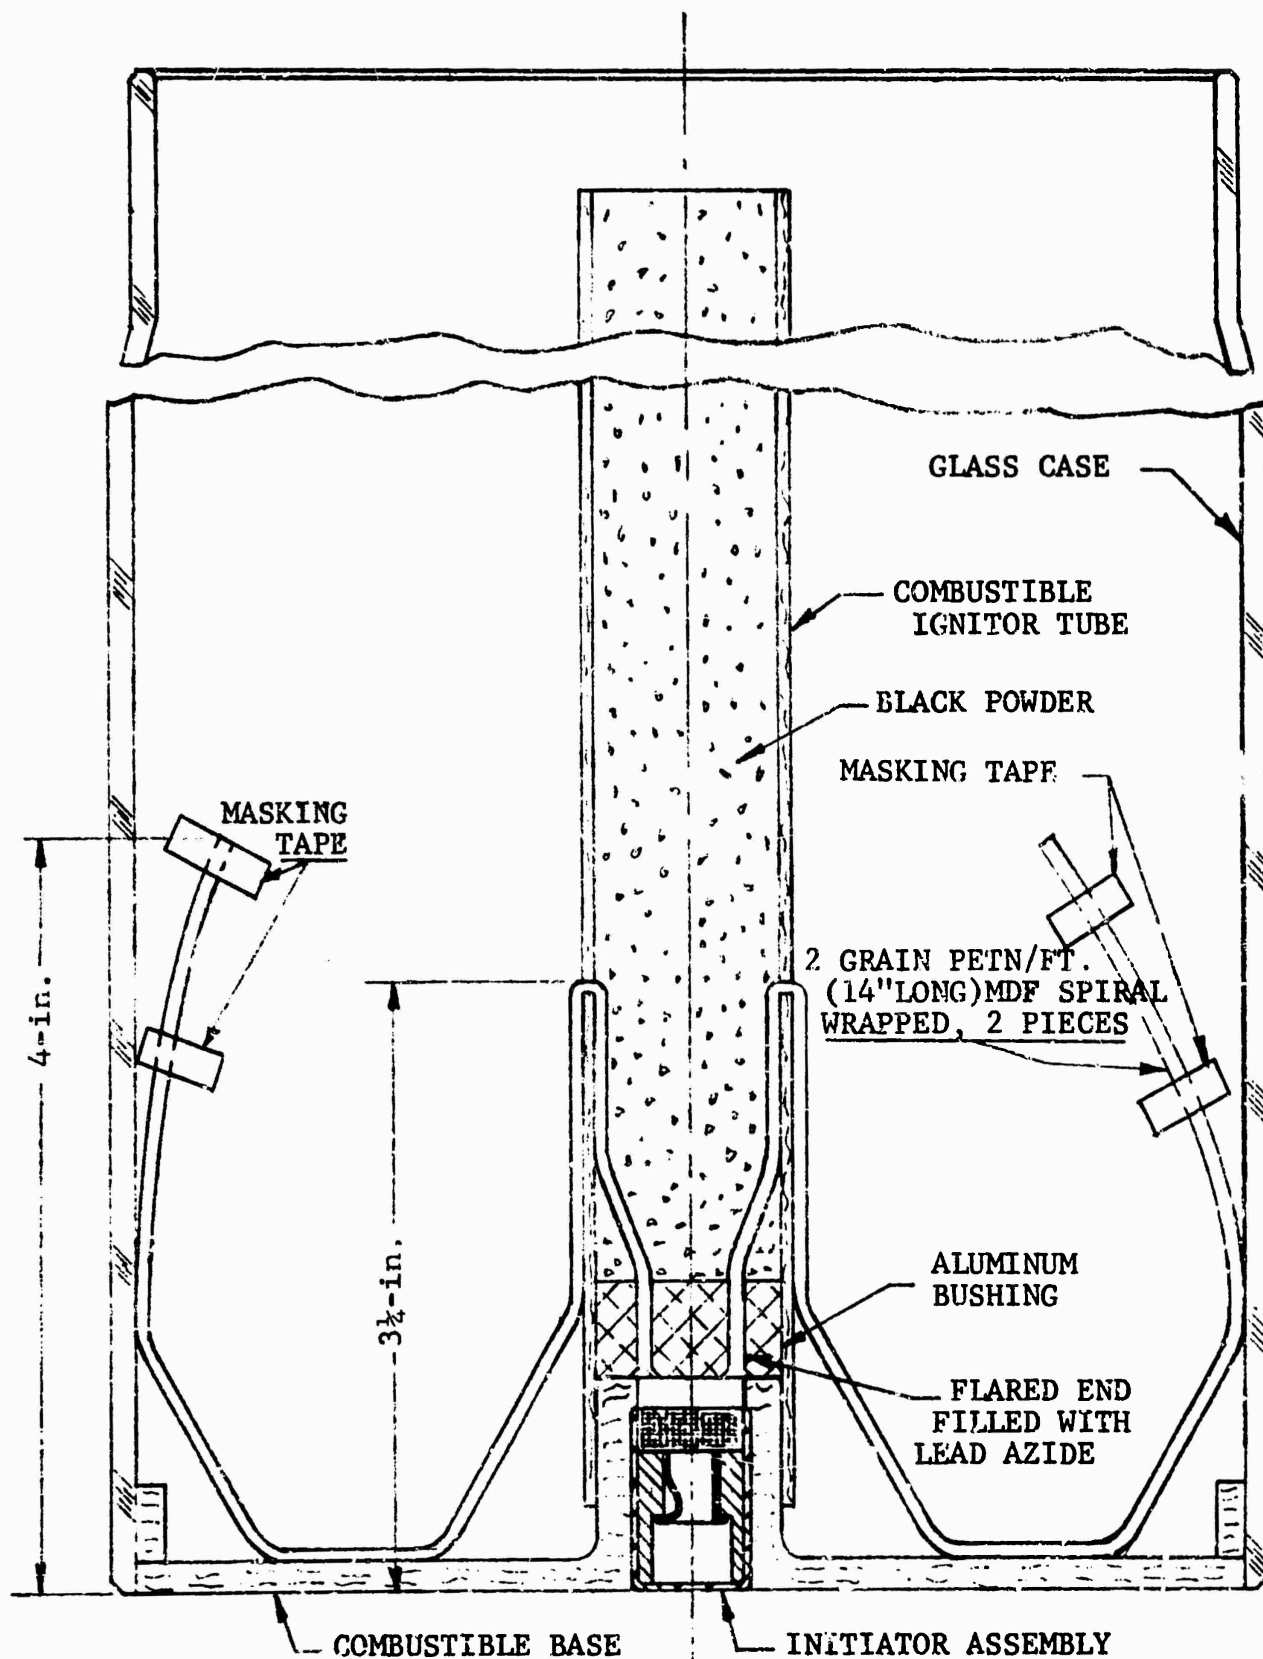 GLASS CASE
COMBUSTIBLE
IGNITOR TUBE
BLACK POWDER
MASKING TAPE
MASKING
TAPE
2 GRAIN PETN/FT.
(14"LONG)MDF SPIRAL
WRAPPED, 2 PIECES
4-in.
3¼-in.
ALUMINUM
BUSHING
FLARED END
FILLED WITH
LEAD AZIDE
COMBUSTIBLE BASE
INITIATOR ASSEMBLY